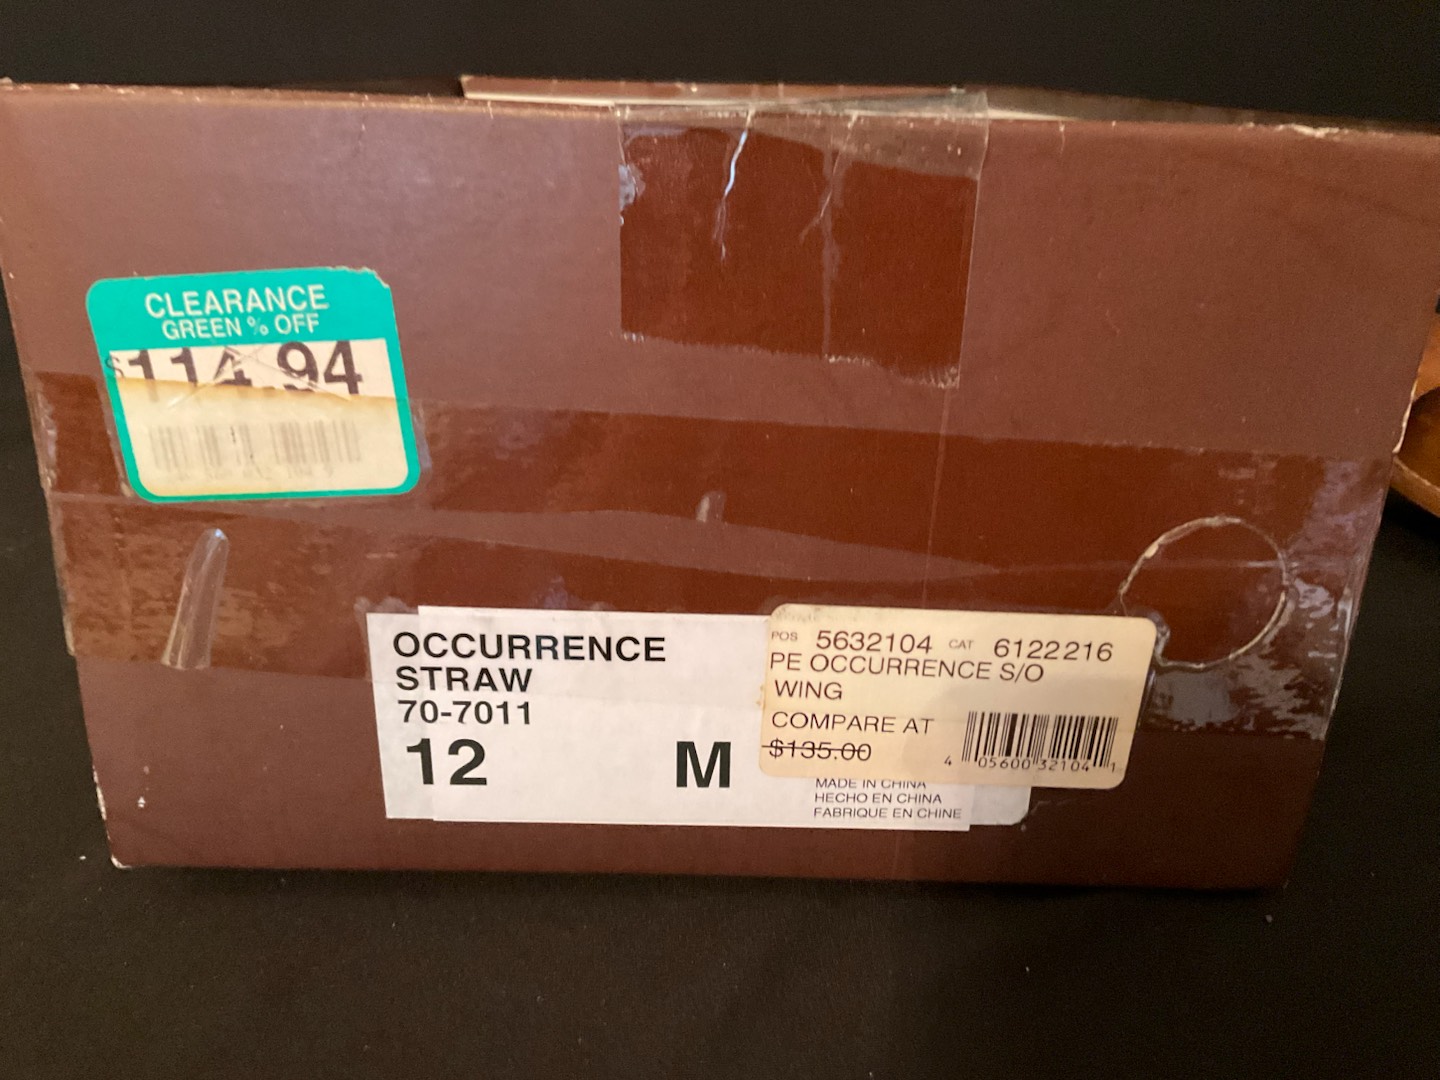 CLEARANCE
GREEN % OFF
$114.94
OCCURRENCE
STRAW
70-7011
12 M
POS 5632104 CAT 6122216
PE OCCURRENCE S/O
WING
COMPARE AT
$135.00
4 05600 32104 1
MADE IN CHINA
HECHO EN CHINA
FABRIQUE EN CHINE